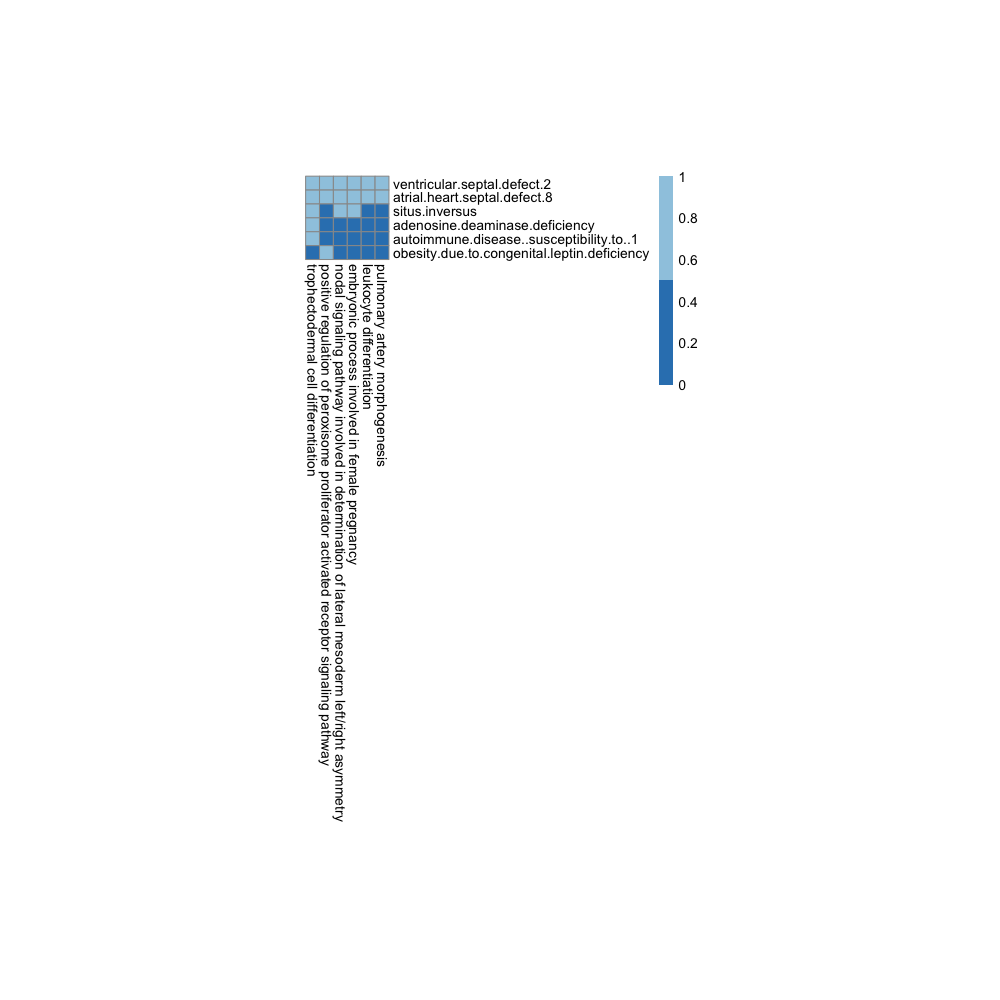 ventricular.septal.defect.2
atrial.heart.septal.defect.8
situs.inversus
adenosine.deaminase.deficiency
autoimmune.disease..susceptibility.to..1
obesity.due.to.congenital.leptin.deficiency
trophectodermal cell differentiation
positive regulation of peroxisome proliferator activated receptor signaling pathway
nodal signaling pathway involved in determination of lateral mesoderm left/right asymmetry
embryonic process involved in female pregnancy
leukocyte differentiation
pulmonary artery morphogenesis
1
0.8
0.6
0.4
0.2
0